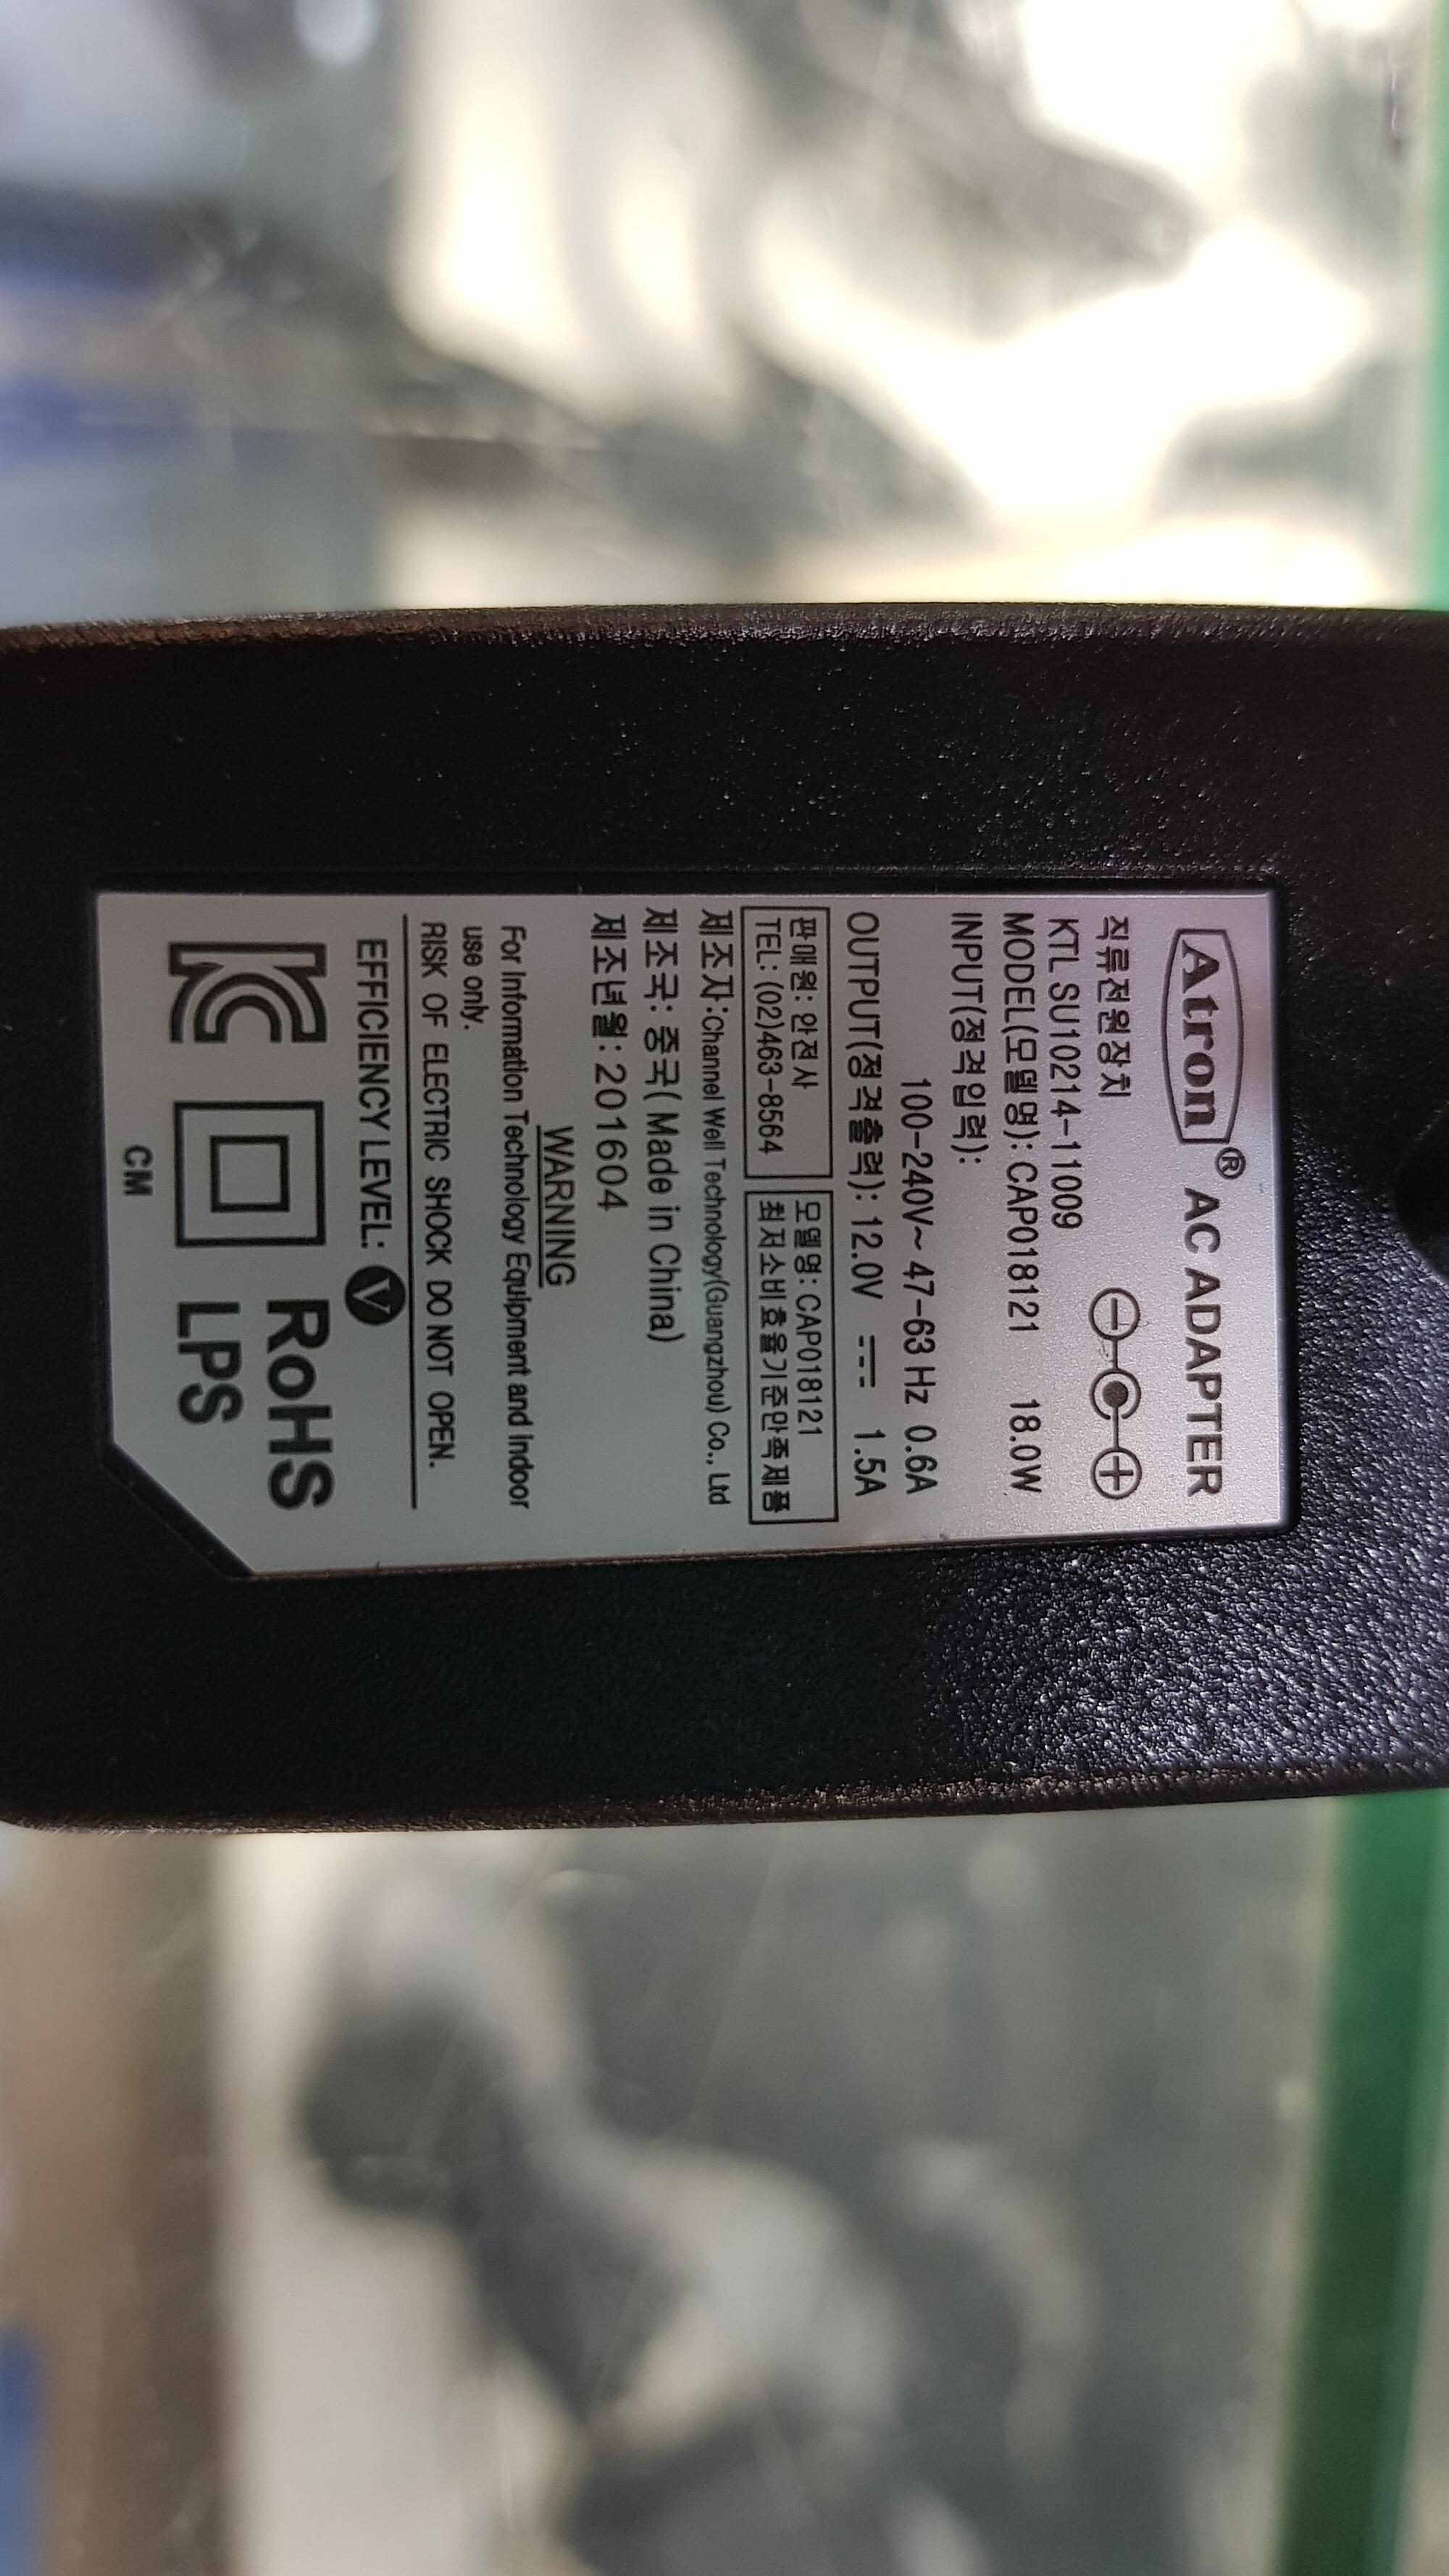 Atron® AC ADAPTER
직류전원장치
KTL SU10214-11009
MODEL(모델명): CAP018121 18.0W
INPUT(정격입력):
100-240V~ 47-63 Hz 0.6A
OUTPUT(정격출력): 12.0V 1.5A
판매원: 안전사
TEL: (02)463-8564
모델명: CAP018121
최저소비효율기준만족제품
제조자:Channel Well Technology(Guangzhou) Co., Ltd
제조국: 중국( Made in China)
제조년월: 201604
WARNING
For Information Technology Equipment and Indoor
use only.
RISK OF ELECTRIC SHOCK DO NOT OPEN.
EFFICIENCY LEVEL: V
RoHS
LPS
CM